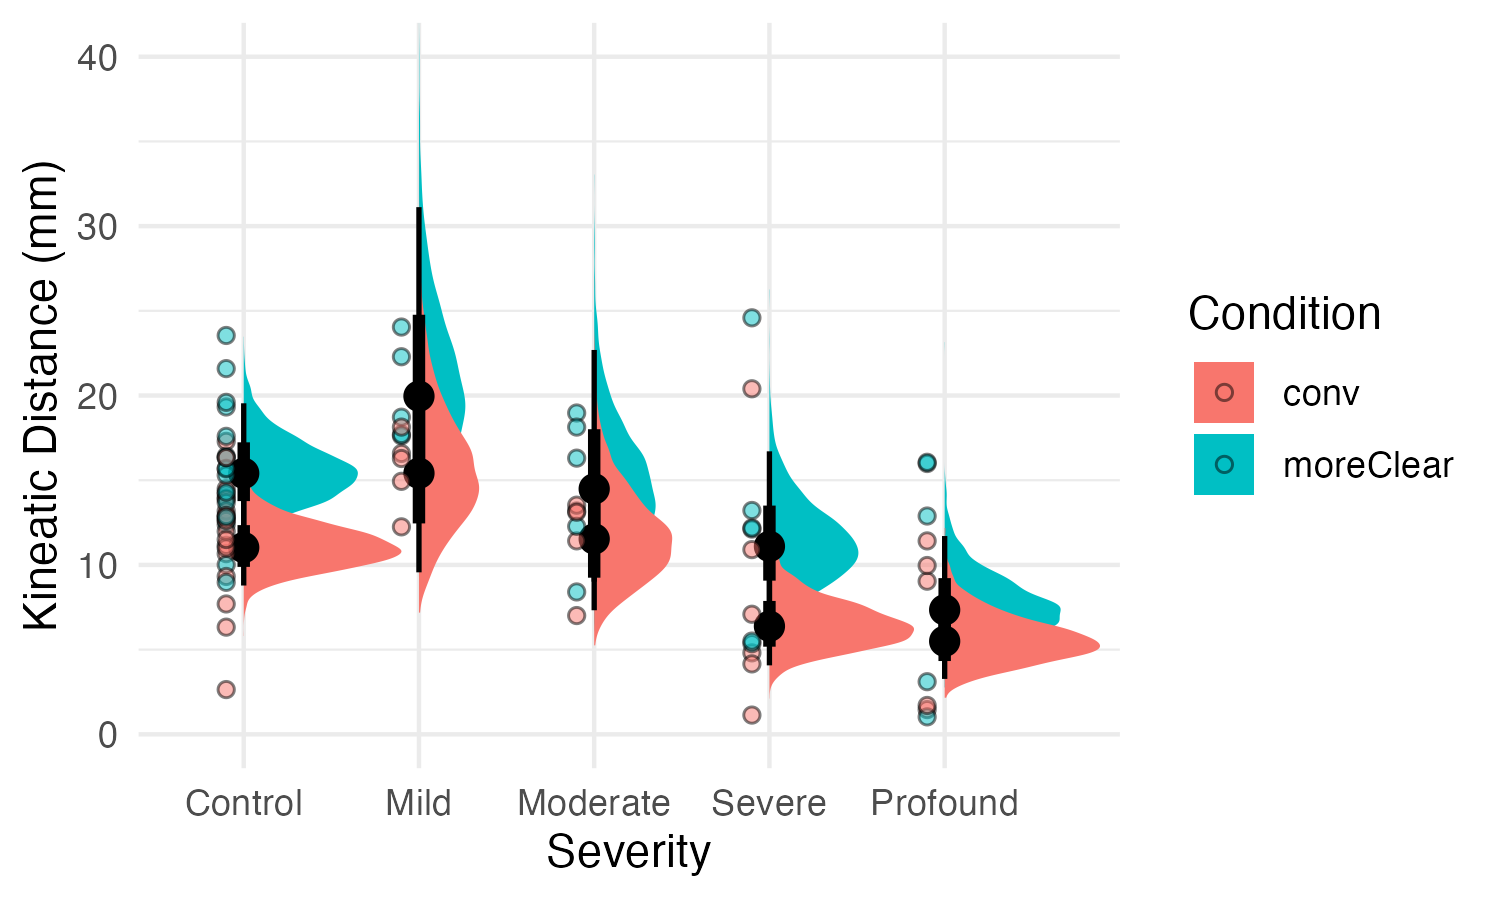 Kineatic Distance (mm)
40
30
20
10
0
Control Mild Moderate Severe Profound
Severity
Condition
conv
moreClear